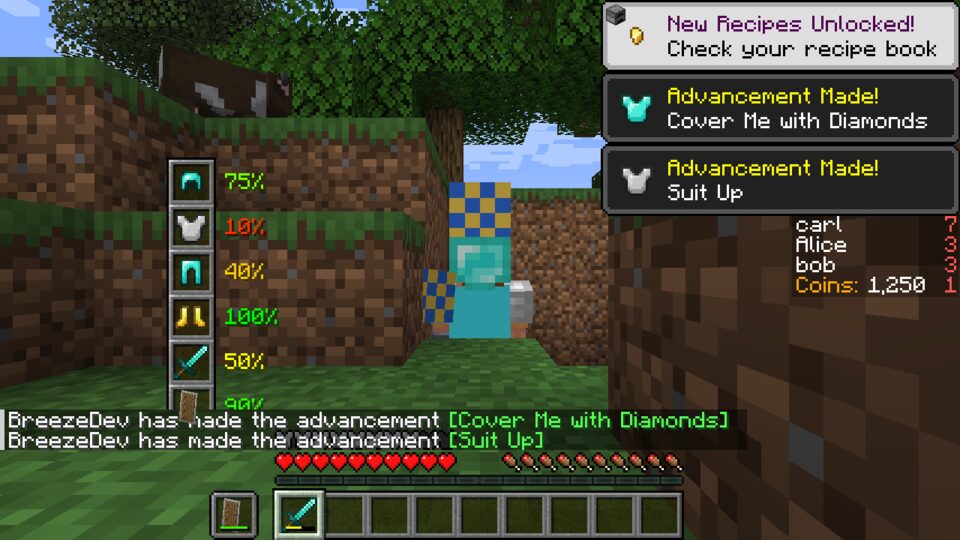 New Recipes Unlocked!
Check your recipe book
Advancement Made!
Cover Me with Diamonds
Advancement Made!
Suit Up
carl 7
Alice 3
bob 3
Coins: 1,250 1
75%
10%
40%
100%
50%
90%
BreezeDev has made the advancement [Cover Me with Diamonds]
BreezeDev has made the advancement [Suit Up]